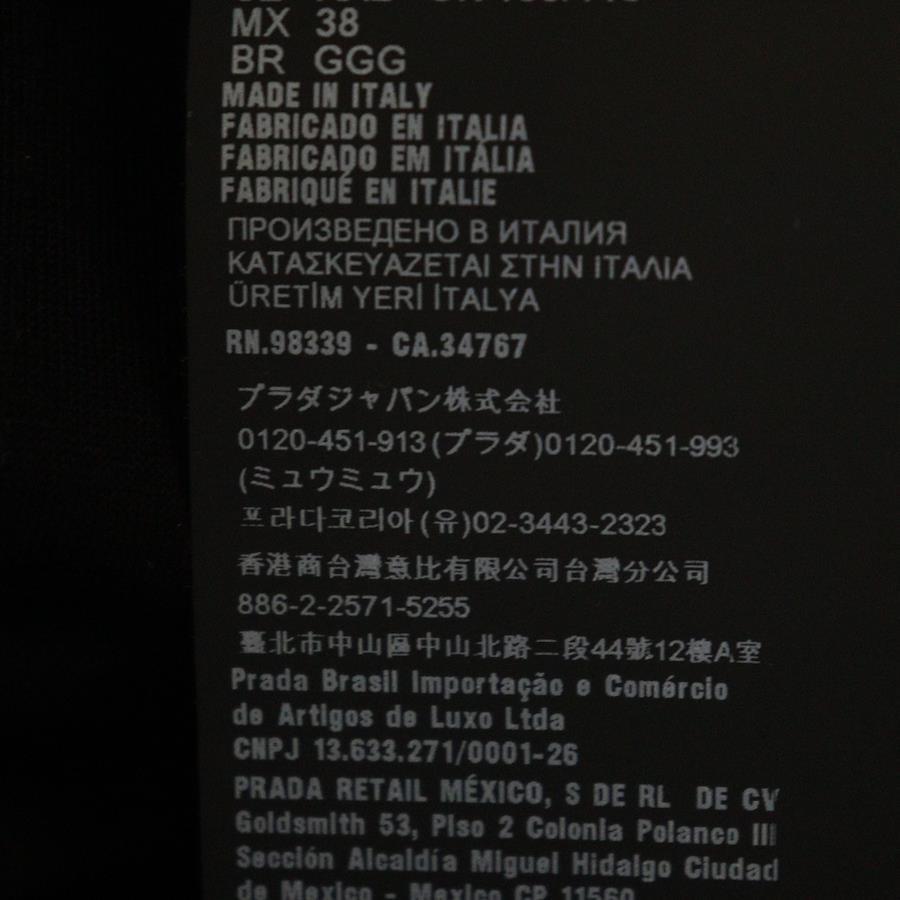 MX 38
BR GGG
MADE IN ITALY
FABRICADO EN ITALIA
FABRICADO EM ITÁLIA
FABRIQUÉ EN ITALIE
ПРОИЗВЕДЕНО В ИТАЛИЯ
ΚΑΤΑΣΚΕΥΑΖΕΤΑΙ ΣΤΗΝ ΙΤΑΛΙΑ
ÜRETİM YERİ İTALYA
RN.98339 - CA.34767
プラダジャパン株式会社
0120-451-913(プラダ)0120-451-993
(ミュウミュウ)
프라다코리아(유)02-3443-2323
香港商台灣意比有限公司台灣分公司
886-2-2571-5255
臺北市中山區中山北路二段44號12樓A室
Prada Brasil Importação e Comércio
de Artigos de Luxo Ltda
CNPJ 13.633.271/0001-26
PRADA RETAIL MÉXICO, S DE RL DE CV
Goldsmith 53, Piso 2 Colonia Polanco III
Sección Alcaldía Miguel Hidalgo Ciudad
de Mexico - Mexico CP 11560